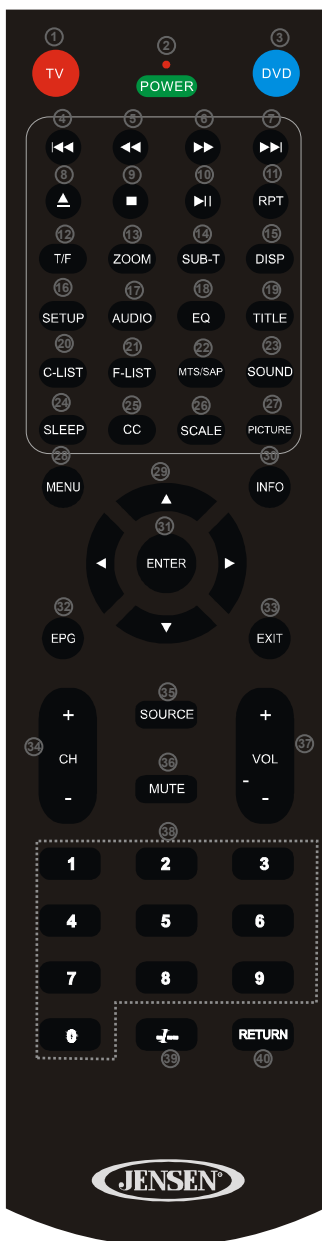 1 2 3
TV POWER DVD
4 5 6 7
8 9 10 11
RPT
12 13 14 15
T/F ZOOM SUB-T DISP
16 17 18 19
SETUP AUDIO EQ TITLE
20 21 22 23
C-LIST F-LIST MTS/SAP SOUND
24 25 26 27
SLEEP CC SCALE PICTURE
28 29 30
MENU INFO
31
ENTER
32 33
EPG EXIT
35
+ SOURCE +
34 CH 36 VOL 37
- MUTE -
38
1 2 3
4 5 6
7 8 9
0 -/-- RETURN
39 40
JENSEN®